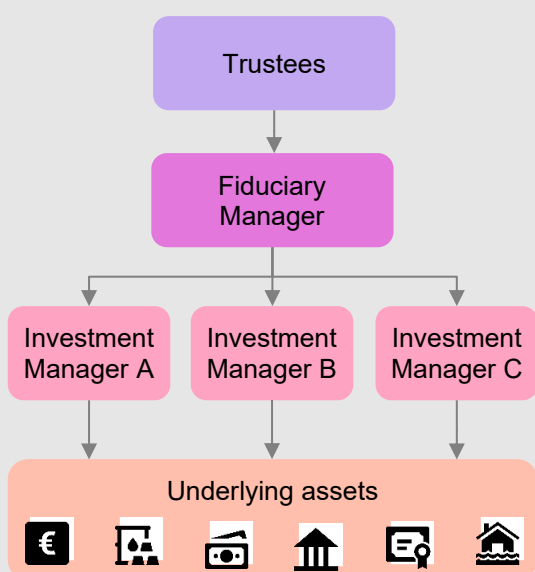 Trustees
Fiduciary
Manager
Investment
Manager A
Investment
Manager B
Investment
Manager C
Underlying assets
€